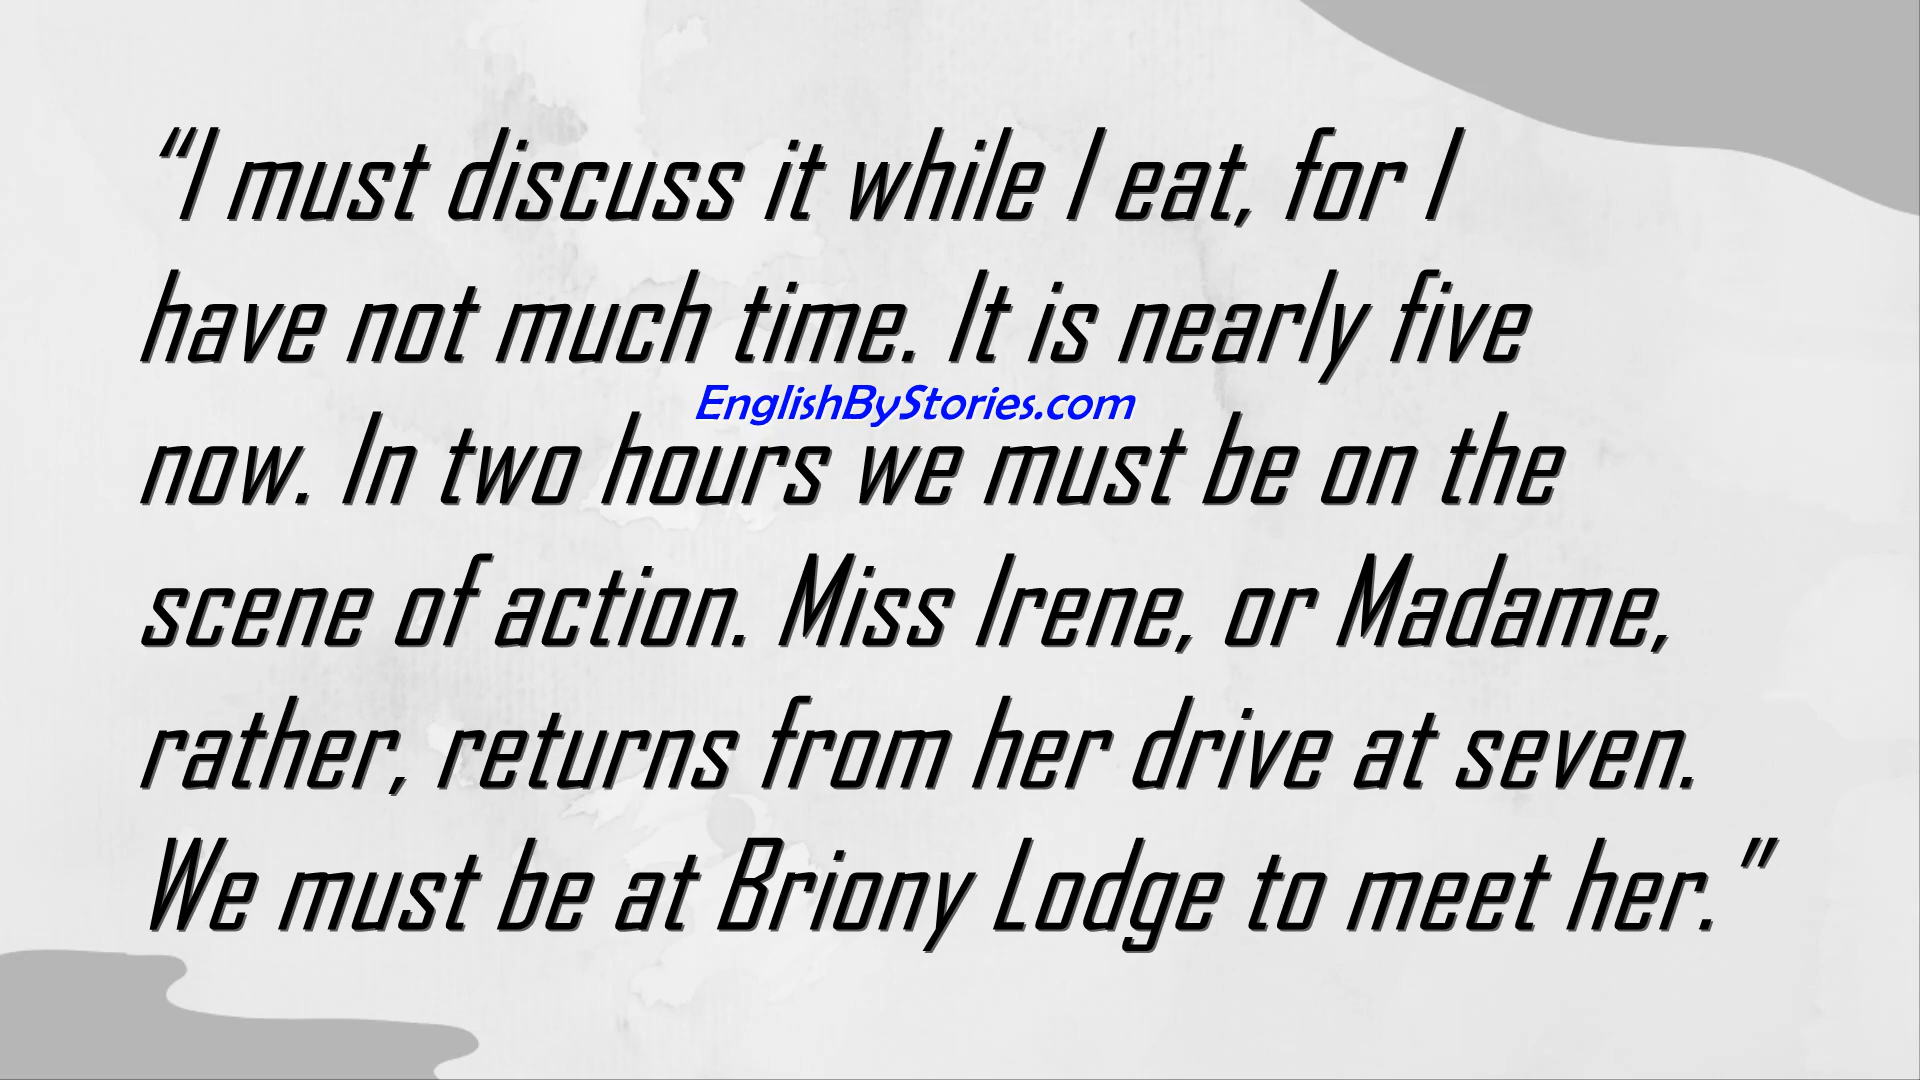 “I must discuss it while I eat, for I
have not much time. It is nearly five
EnglishByStories.com
now. In two hours we must be on the
scene of action. Miss Irene, or Madame,
rather, returns from her drive at seven.
We must be at Briony Lodge to meet her.”